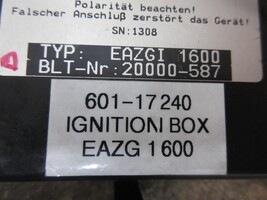 Polarität beachten!
Falscher Anschluß zerstört das Gerät!
SN:1308
TYP: EAZGI 1600
BLT-Nr:20000-587
601-17240
IGNITION BOX
EAZG 1600